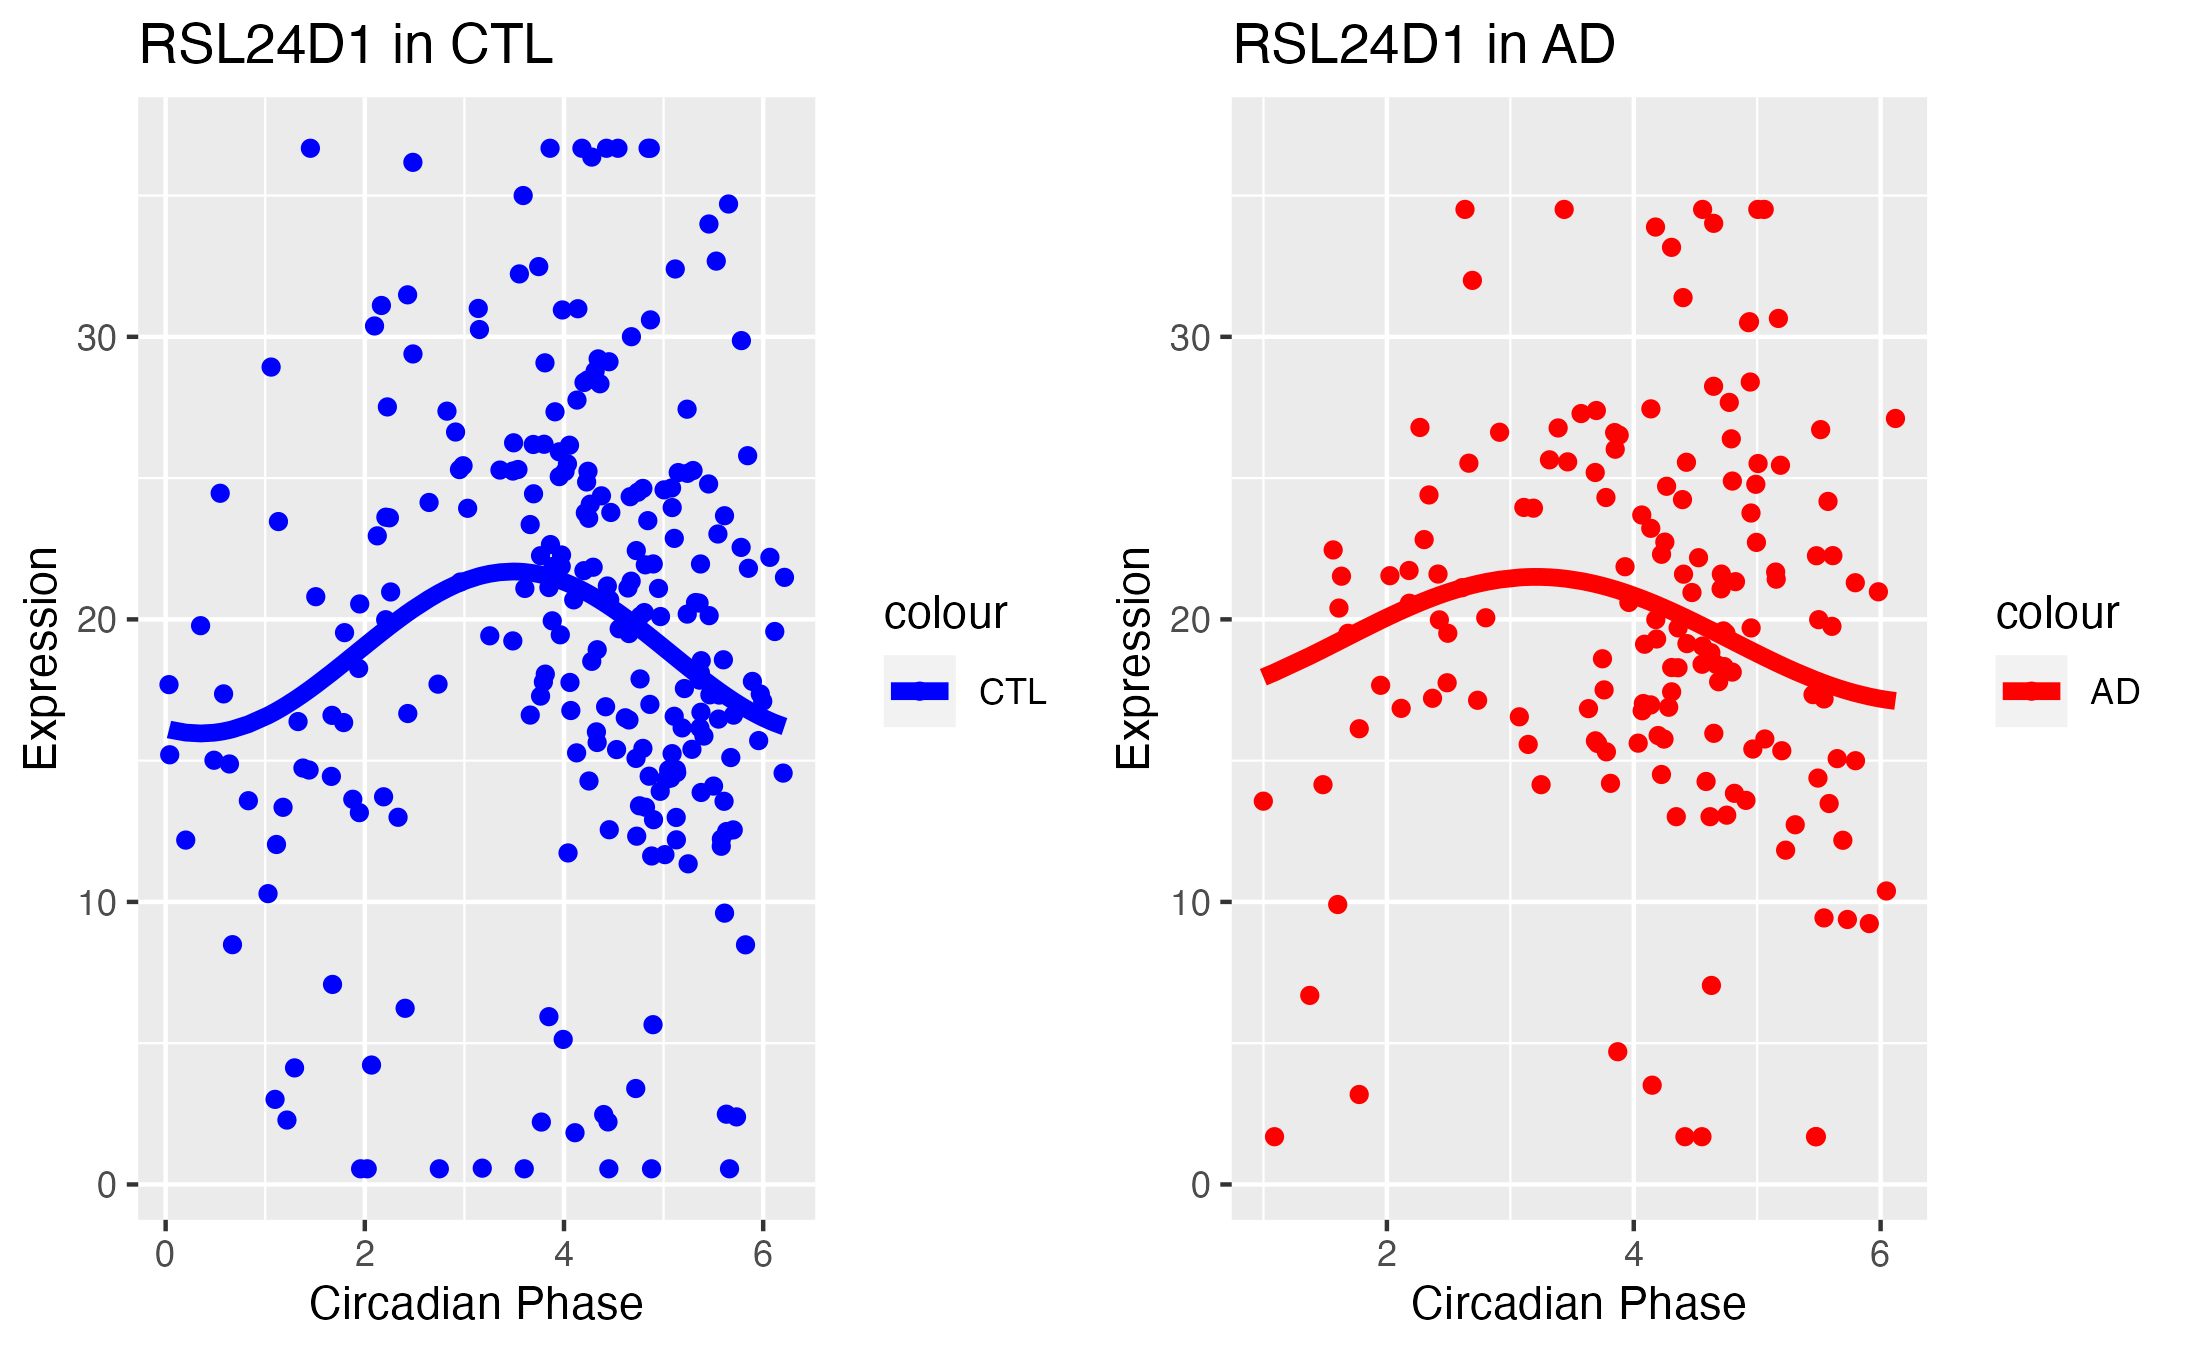 RSL24D1 in CTL
Expression
30
20
10
0
0 2 4 6
Circadian Phase
colour
CTL
RSL24D1 in AD
Expression
30
20
10
0
2 4 6
Circadian Phase
colour
AD